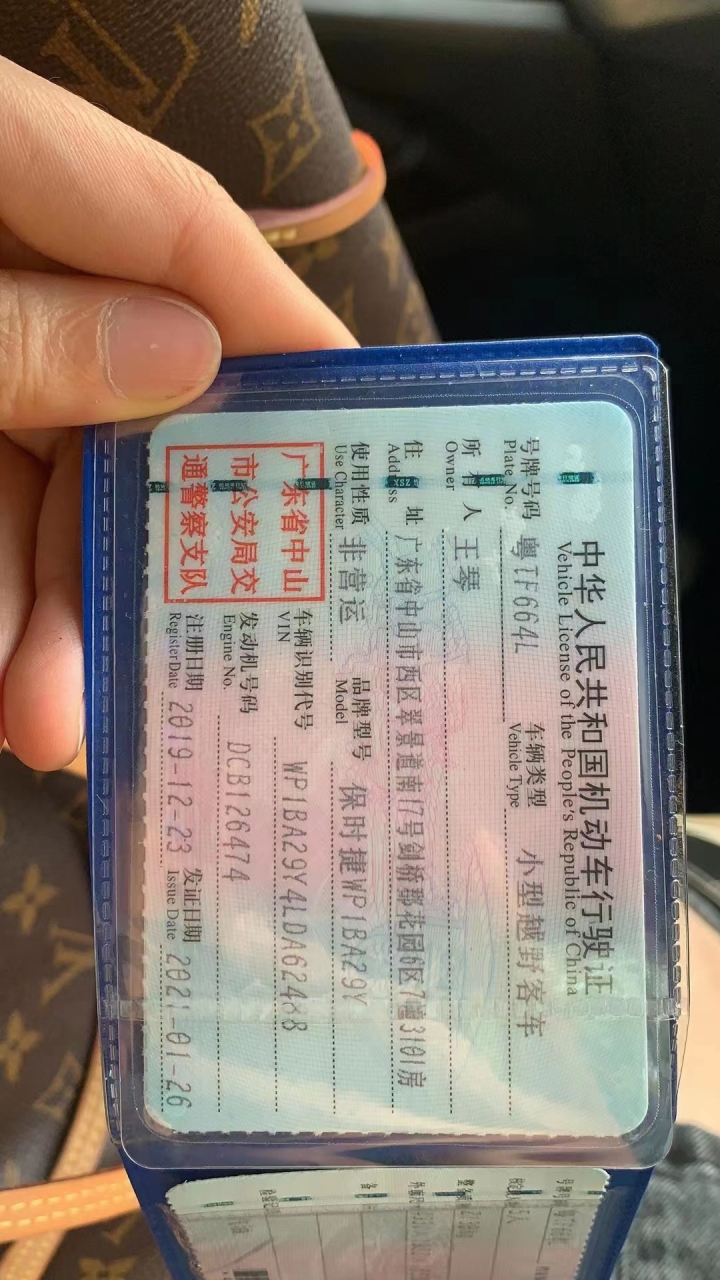 中华人民共和国机动车行驶证
Vehicle License of the People's Republic of China
号牌号码 粤TF664L 车辆类型 小型越野客车
Plate No. Vehicle Type
所有人 王琴
Owner
住址 广东省中山市西区翠景道南17号剑桥郡花园6区7幢3101房
Address
使用性质 非营运 品牌型号 保时捷WP1BA29Y
Use Character Model
广东省中山
市公安局交
通警察支队
车辆识别代号 WP1BA29Y4LDA62488
VIN
发动机号码 DCB126474
Engine No.
注册日期 2019-12-23 发证日期 2021-01-26
Register Date Issue Date
ZSX